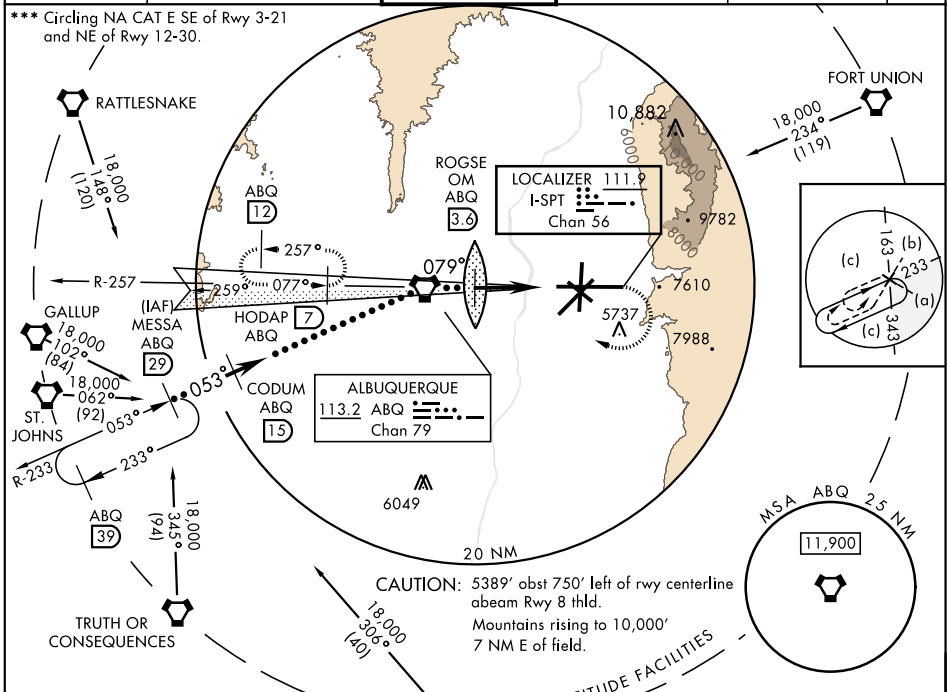 *** Circling NA CAT E SE of Rwy 3-21
and NE of Rwy 12-30.
RATTLESNAKE
18,000
148°
(120)
FORT UNION
18,000
234°
(119)
10,882
9000
9782
8000
7610
7988
5737
ROGSE
OM
ABQ
3.6
LOCALIZER 111.9
I-SPT
Chan 56
ABQ
12
257°
077°
079°
259°
R-257
HODAP
ABQ
7
(IAF)
MESSA
ABQ
29
GALLUP
18,000
102°
(84)
ST.
JOHNS
18,000
062°
(92)
053°
053°
233°
R-233
CODUM
ABQ
15
ALBUQUERQUE
113.2 ABQ
Chan 79
163
(b)
(c)
233
(a)
(c)
343
ABQ
39
18,000
345°
(94)
TRUTH OR
CONSEQUENCES
6049
20 NM
18,000
306°
(40)
CAUTION: 5389' obst 750' left of rwy centerline
abeam Rwy 8 thld.
Mountains rising to 10,000'
7 NM E of field.
MSA ABQ 25 NM
11,900
FACILITIES